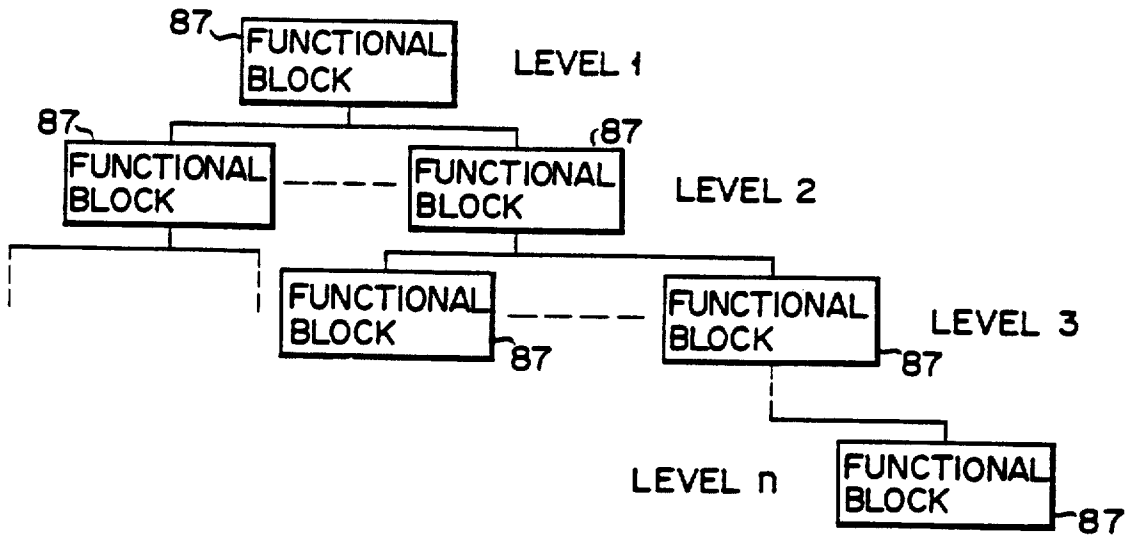 87
FUNCTIONAL
BLOCK
LEVEL 1
87
FUNCTIONAL
BLOCK
87
FUNCTIONAL
BLOCK
LEVEL 2
FUNCTIONAL
BLOCK
87
FUNCTIONAL
BLOCK
87
LEVEL 3
LEVEL n
FUNCTIONAL
BLOCK
87